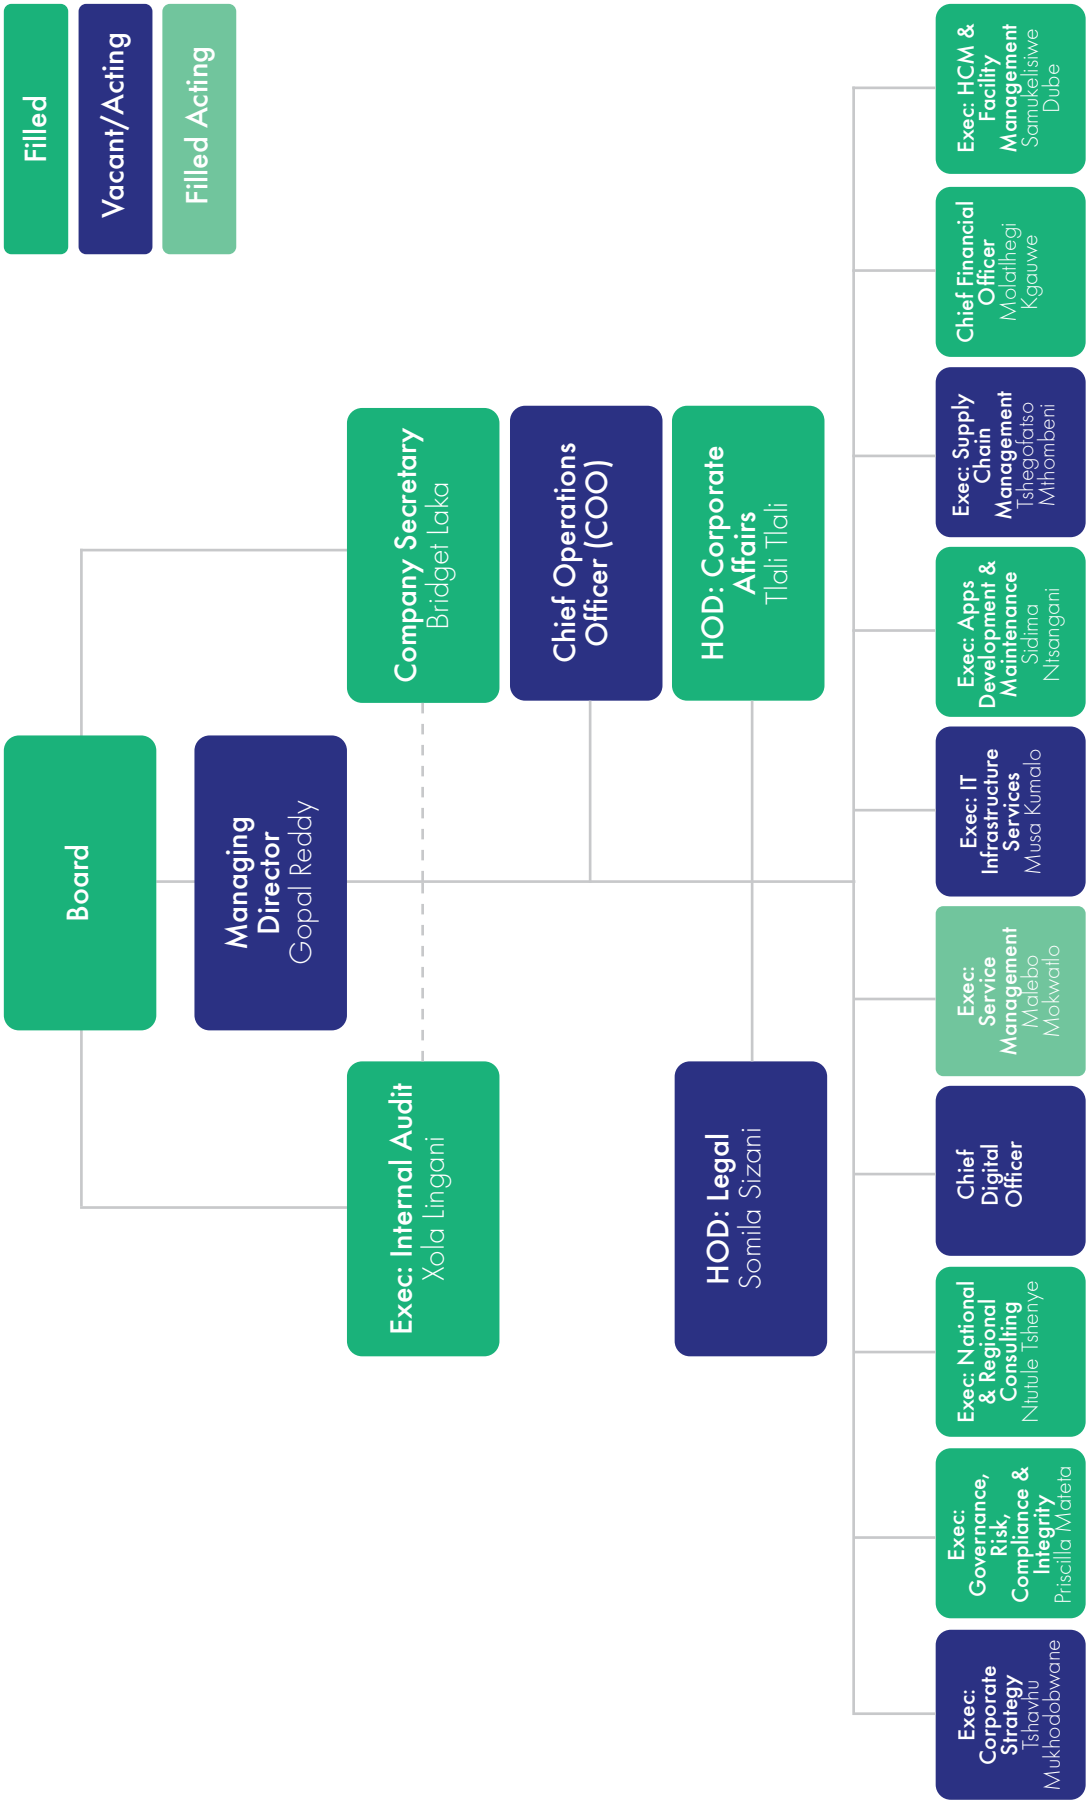 Filled
Vacant/Acting
Filled Acting
Board
Managing
Director
Gopal Reddy
Exec: Internal Audit
Xola Lingani
Company Secretary
Bridget Laka
Chief Operations
Officer (COO)
HOD: Legal
Somila Sizani
HOD: Corporate
Affairs
Tlali Tlali
Exec:
Corporate
Strategy
Tshavhu
Mukhodobwane
Exec:
Governance,
Risk,
Compliance &
Integrity
Priscilla Mateta
Exec: National
& Regional
Consulting
Ntutule Tshenye
Chief
Digital
Officer
Exec:
Service
Management
Malebo
Mokwatlo
Exec: IT
Infrastructure
Services
Musa Kumalo
Exec: Apps
Development &
Maintenance
Sidima
Ntsangani
Exec: Supply
Chain
Management
Tshegofatso
Mthombeni
Chief Financial
Officer
Molatlhegi
Kgauwe
Exec: HCM &
Facility
Management
Samukelisiwe
Dube